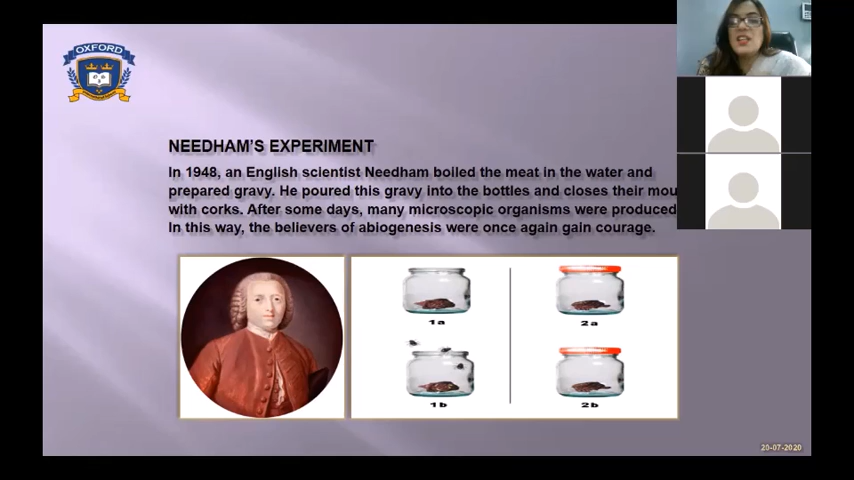 OXFORD
NEEDHAM'S EXPERIMENT
In 1948, an English scientist Needham boiled the meat in the water and
prepared gravy. He poured this gravy into the bottles and closes their mou
with corks. After some days, many microscopic organisms were produced
In this way, the believers of abiogenesis were once again gain courage.
1a
2a
1b
2b
20-07-2020